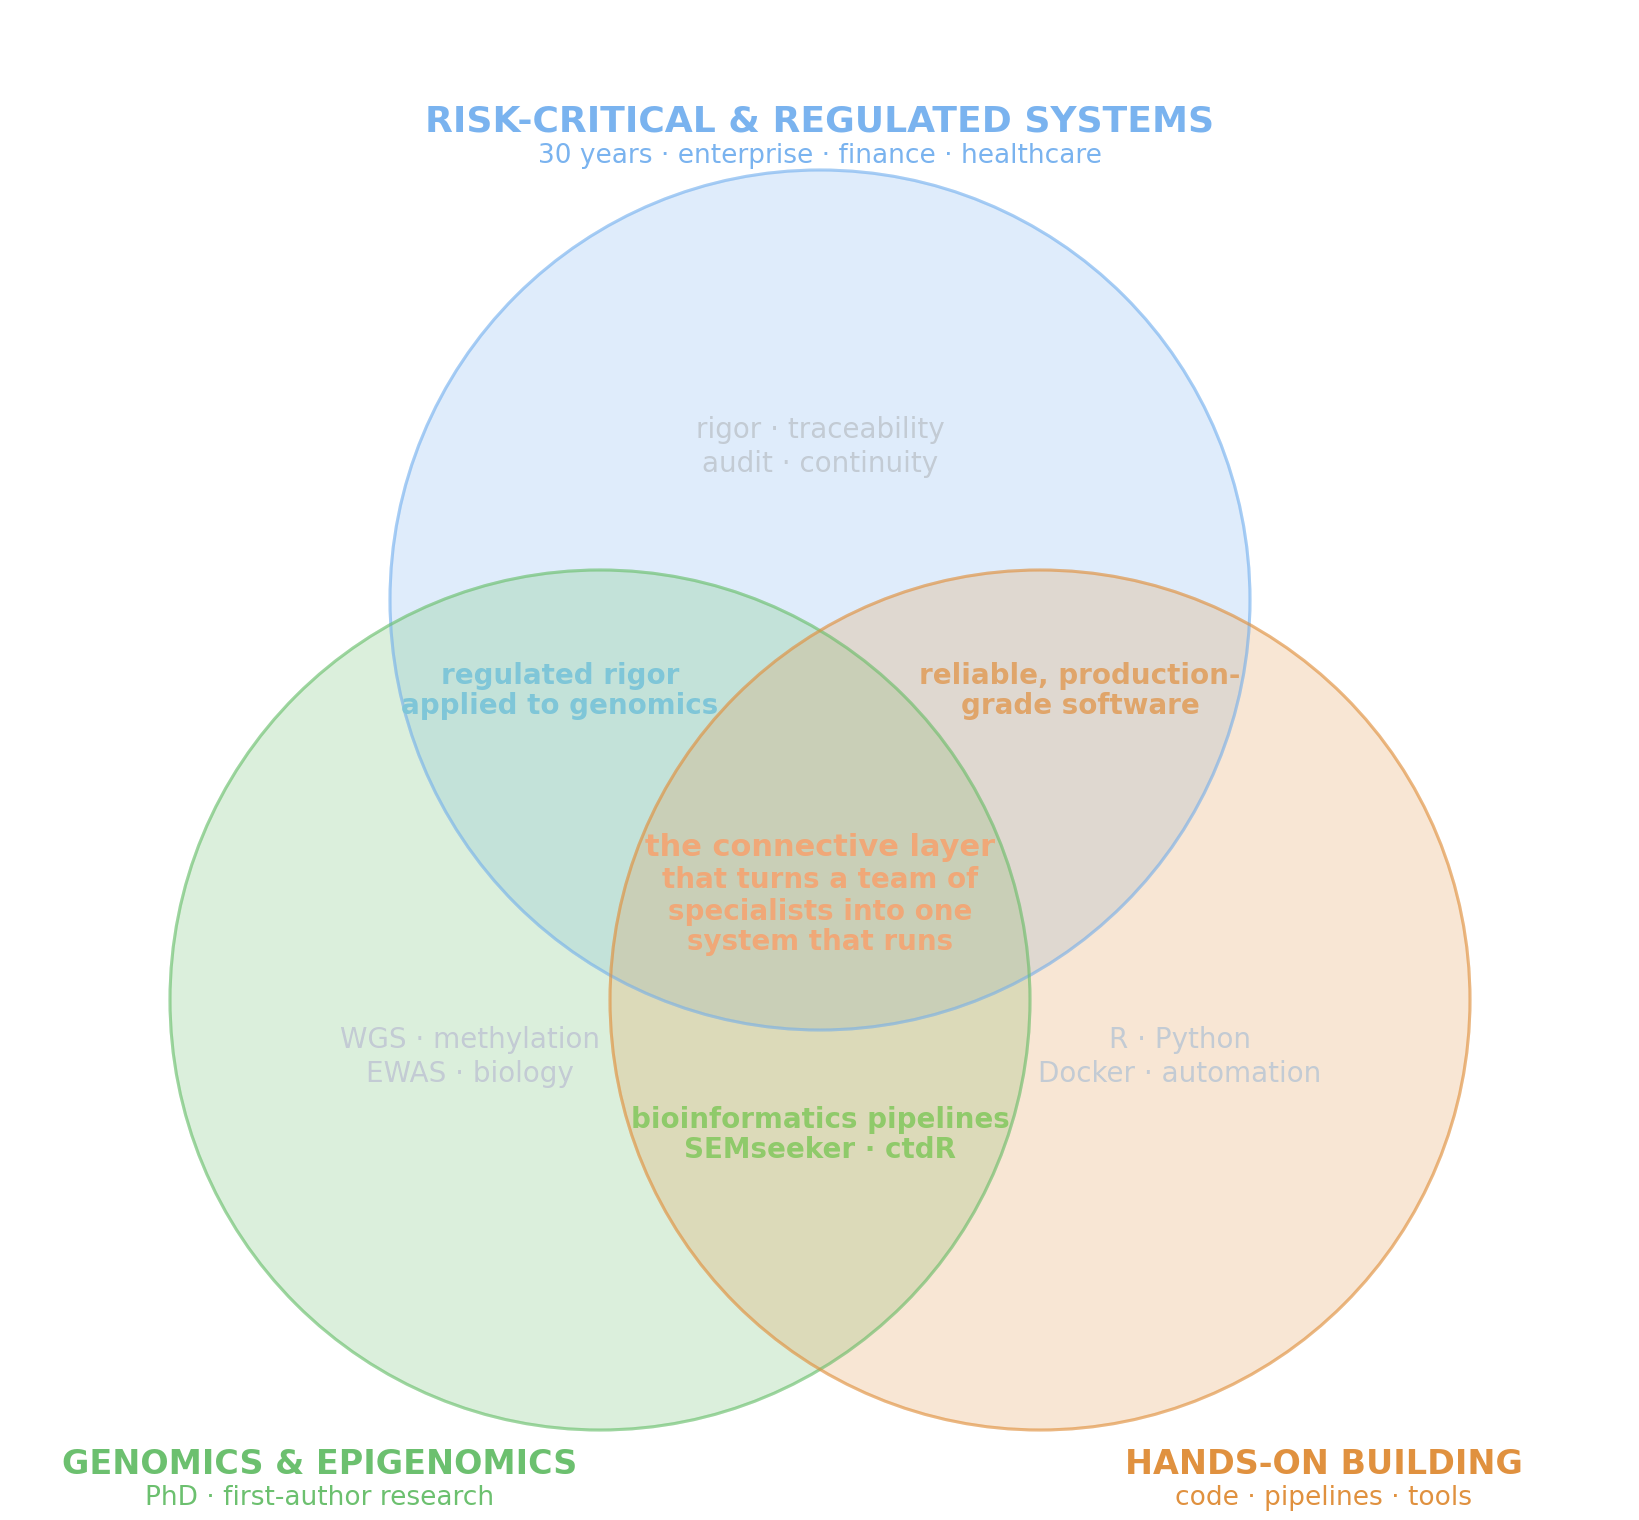 RISK-CRITICAL & REGULATED SYSTEMS
30 years · enterprise · finance · healthcare
rigor · traceability
audit · continuity
regulated rigor
applied to genomics
reliable, production-
grade software
the connective layer
that turns a team of
specialists into one
system that runs
WGS · methylation
EWAS · biology
R · Python
Docker · automation
bioinformatics pipelines
SEMseeker · ctdR
GENOMICS & EPIGENOMICS
PhD · first-author research
HANDS-ON BUILDING
code · pipelines · tools